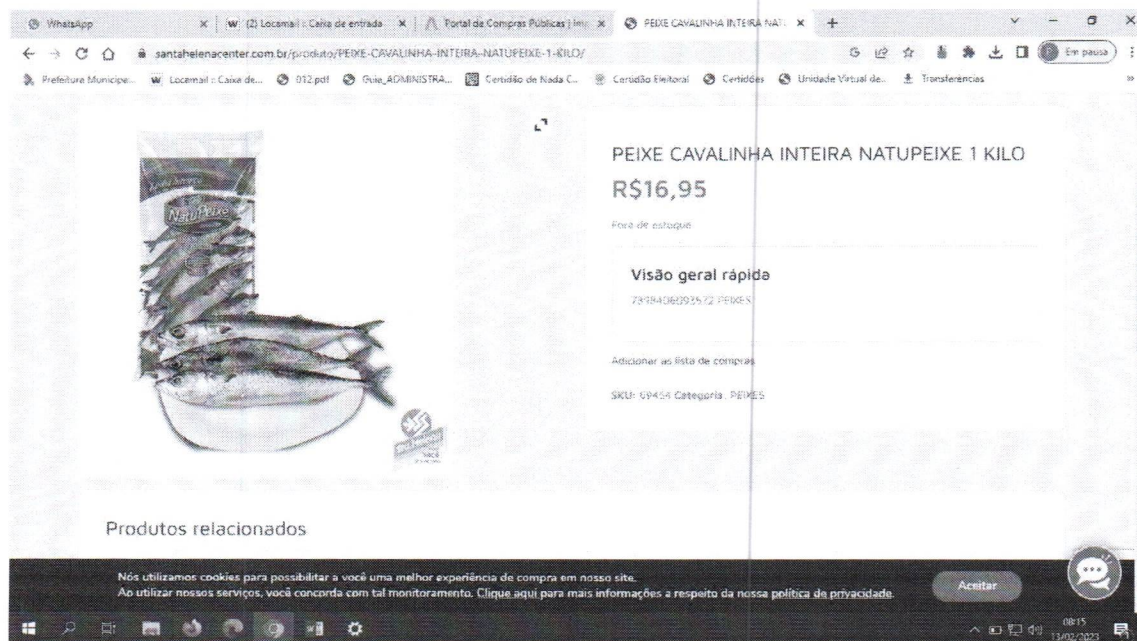 WhatsApp
(2) Locamail :: Caixa de entrada
Portal de Compras Públicas | Im
PEIXE CAVALINHA INTEIRA NAT
santahelenacenter.com.br/produto/PEIXE-CAVALINHA-INTEIRA-NATUPEIXE-1-KILO/
Em pausa
Prefeitura Municipa... Locamail :: Caixa de... 012.pdf Guia_ADMINISTRA... Certidão de Nada C... Certidão Eleitoral Certidões Unidade Virtual de... Transferências
PEIXE CAVALINHA INTEIRA NATUPEIXE 1 KILO
R$16,95
Fora de estoque
Visão geral rápida
7898406093572 PEIXES
Adicionar as lista de compras
SKU: 69454 Categoria: PEIXES
NatuPeixe
Produtos relacionados
Nós utilizamos cookies para possibilitar a você uma melhor experiência de compra em nosso site.
Ao utilizar nossos serviços, você concorda com tal monitoramento. Clique aqui para mais informações a respeito da nossa política de privacidade.
Aceitar
08:15
13/02/2023